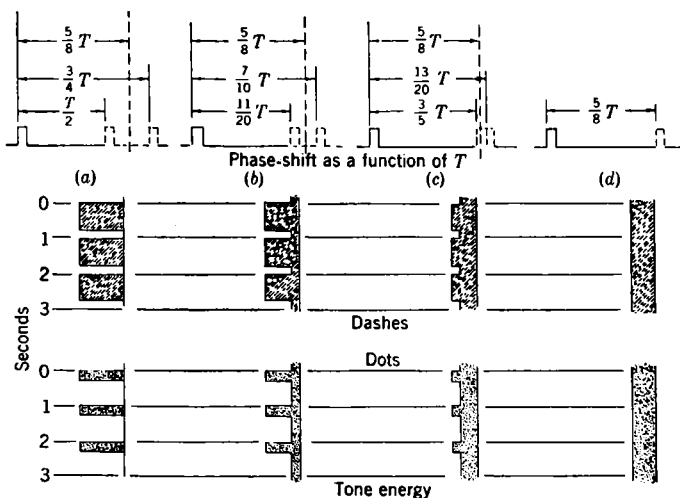 5/8 T 5/8 T 5/8 T
3/4 T 7/10 T 13/20 T
T/2 11/20 T 3/5 T 5/8 T
Phase-shift as a function of T
(a) (b) (c) (d)
0
1
2
3
Dashes
Seconds
Dots
0
1
2
3
Tone energy